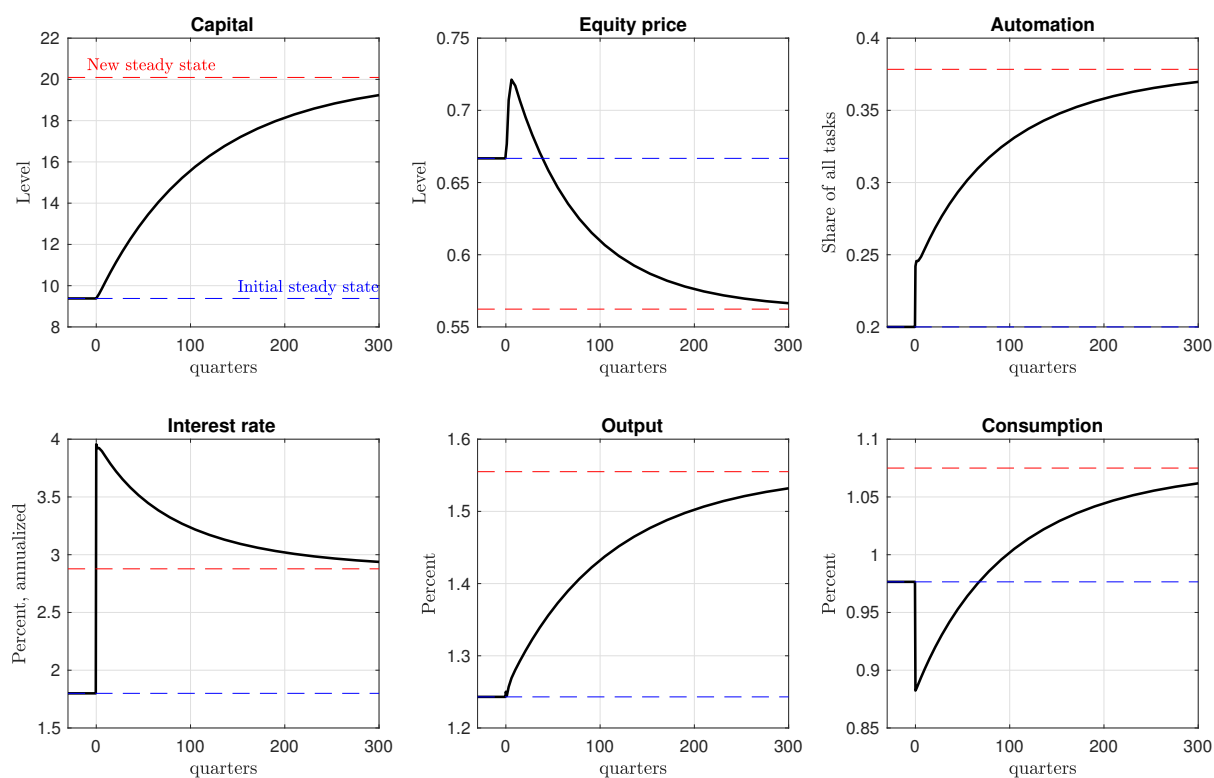 Capital
22
20
18
16
14
12
10
8
Level
New steady state
Initial steady state
0
100
200
300
quarters
Equity price
0.75
0.7
0.65
0.6
0.55
Level
0
100
200
300
quarters
Automation
0.4
0.35
0.3
0.25
0.2
Share of all tasks
0
100
200
300
quarters
Interest rate
4
3.5
3
2.5
2
1.5
Percent, annualized
0
100
200
300
quarters
Output
1.6
1.5
1.4
1.3
1.2
Percent
0
100
200
300
quarters
Consumption
1.1
1.05
1
0.95
0.9
0.85
Percent
0
100
200
300
quarters